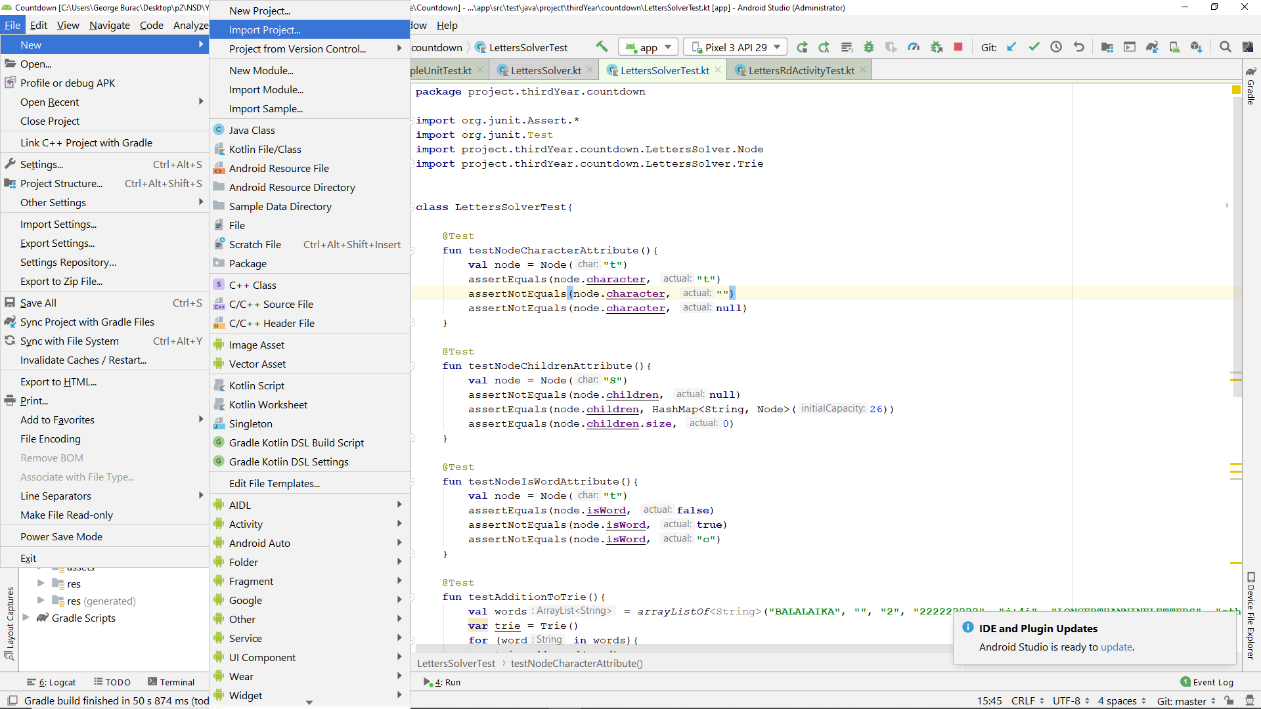 Countdown [C:\Users\George Burac\Desktop\p2\NSD\Y
e\Countdown] - ...\app\src\test\java\project\thirdYear\countdown\LettersSolverTest.kt [app] - Android Studio (Administrator)
File Edit View Navigate Code Analyze
ow Help
countdown LettersSolverTest app Pixel 3 API 29 Git:
pleUnitTest.kt LettersSolver.kt LettersSolverTest.kt LettersRdActivityTest.kt
New
Open...
Profile or debug APK
Open Recent
Close Project
Link C++ Project with Gradle
Settings... Ctrl+Alt+S
Project Structure... Ctrl+Alt+Shift+S
Other Settings
Import Settings...
Export Settings...
Settings Repository...
Export to Zip File...
Save All Ctrl+S
Sync Project with Gradle Files
Sync with File System Ctrl+Alt+Y
Invalidate Caches / Restart...
Export to HTML...
Print...
Add to Favorites
File Encoding
Remove BOM
Associate with File Type...
Line Separators
Make File Read-only
Power Save Mode
Exit
assets
res
res (generated)
Gradle Scripts
Layout Captures
New Project...
Import Project...
Project from Version Control...
New Module...
Import Module...
Import Sample...
Java Class
Kotlin File/Class
Android Resource File
Android Resource Directory
Sample Data Directory
File
Scratch File Ctrl+Alt+Shift+Insert
Package
C++ Class
C/C++ Source File
C/C++ Header File
Image Asset
Vector Asset
Kotlin Script
Kotlin Worksheet
Singleton
Gradle Kotlin DSL Build Script
Gradle Kotlin DSL Settings
Edit File Templates...
AIDL
Activity
Android Auto
Folder
Fragment
Google
Other
Service
UI Component
Wear
Widget
package project.thirdYear.countdown
import org.junit.Assert.*
import org.junit.Test
import project.thirdYear.countdown.LettersSolver.Node
import project.thirdYear.countdown.LettersSolver.Trie
class LettersSolverTest{
@Test
fun testNodeCharacterAttribute(){
val node = Node( char: "t")
assertEquals(node.character, actual: "t")
assertNotEquals(node.character, actual: "")
assertNotEquals(node.character, actual: null)
}
@Test
fun testNodeChildrenAttribute(){
val node = Node( char: "S")
assertNotEquals(node.children, actual: null)
assertEquals(node.children, HashMap<String, Node>( initialCapacity: 26))
assertEquals(node.children.size, actual: 0)
}
@Test
fun testNodeIsWordAttribute(){
val node = Node( char: "t")
assertEquals(node.isWord, actual: false)
assertNotEquals(node.isWord, actual: true)
assertNotEquals(node.isWord, actual: "c")
}
@Test
fun testAdditionToTrie(){
val words : ArrayList<String> = arrayListOf<String>("BALALAIKA", "", "2",
var trie = Trie()
for (word : String in words){
Gradle
Device File Explorer
IDE and Plugin Updates
Android Studio is ready to update.
LettersSolverTest testNodeCharacterAttribute()
6: Logcat TODO Terminal 4: Run 1 Event Log
Gradle build finished in 50 s 874 ms (tod 15:45 CRLF UTF-8 4 spaces Git: master